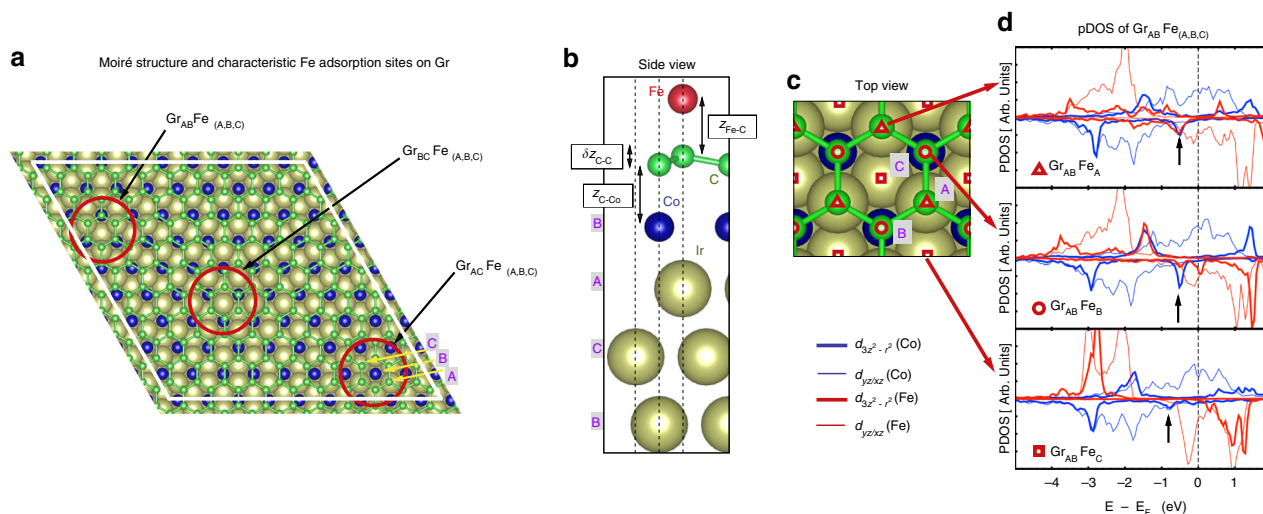 a
Moiré structure and characteristic Fe adsorption sites on Gr
Gr_AB Fe (A,B,C)
Gr_BC Fe (A,B,C)
Gr_AC Fe (A,B,C)
C
B
A
b
Side view
Fe
z_Fe-C
δz_C-C
C
z_C-Co
Co
B
Ir
A
C
B
c
Top view
C
A
B
d_3z²-r² (Co)
d_yz/xz (Co)
d_3z²-r² (Fe)
d_yz/xz (Fe)
d
pDOS of Gr_AB Fe_(A,B,C)
PDOS [ Arb. Units]
Gr_AB Fe_A
PDOS [ Arb. Units]
Gr_AB Fe_B
PDOS [ Arb. Units]
Gr_AB Fe_C
−4 −3 −2 −1 0 1
E − E_F (eV)